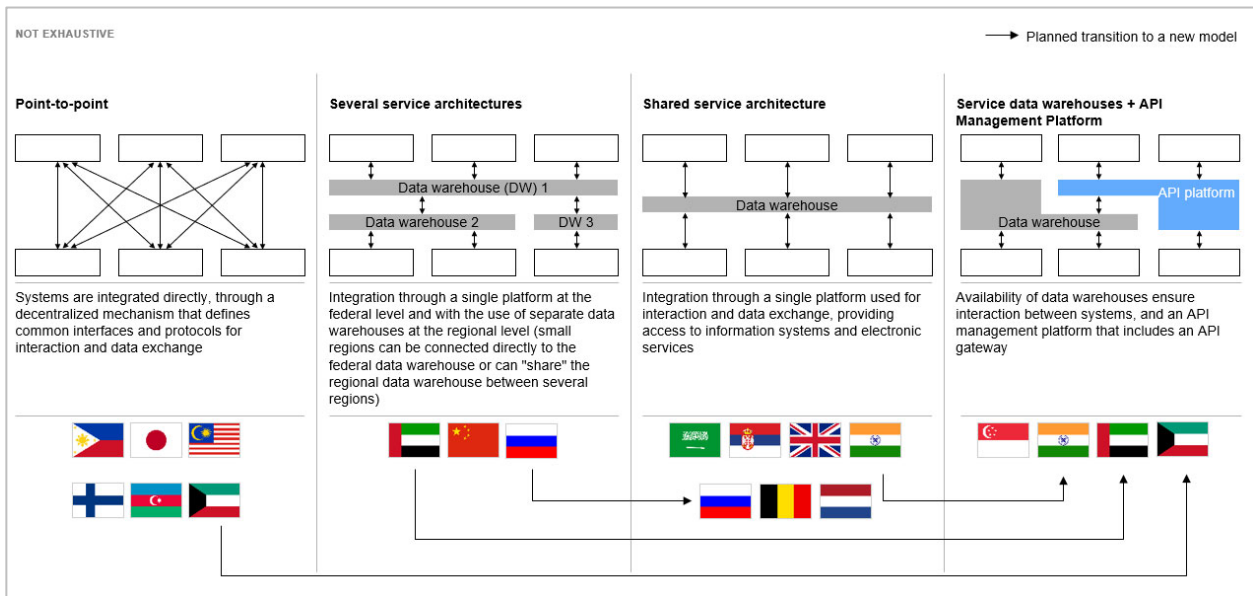 NOT EXHAUSTIVE
Planned transition to a new model
Point-to-point
Several service architectures
Shared service architecture
Service data warehouses + API
Management Platform
Data warehouse (DW) 1
Data warehouse 2
DW 3
Data warehouse
API platform
Data warehouse
Systems are integrated directly, through a
decentralized mechanism that defines
common interfaces and protocols for
interaction and data exchange
Integration through a single platform at the
federal level and with the use of separate data
warehouses at the regional level (small
regions can be connected directly to the
federal data warehouse or can "share" the
regional data warehouse between several
regions)
Integration through a single platform used for
interaction and data exchange, providing
access to information systems and electronic
services
Availability of data warehouses ensure
interaction between systems, and an API
management platform that includes an API
gateway